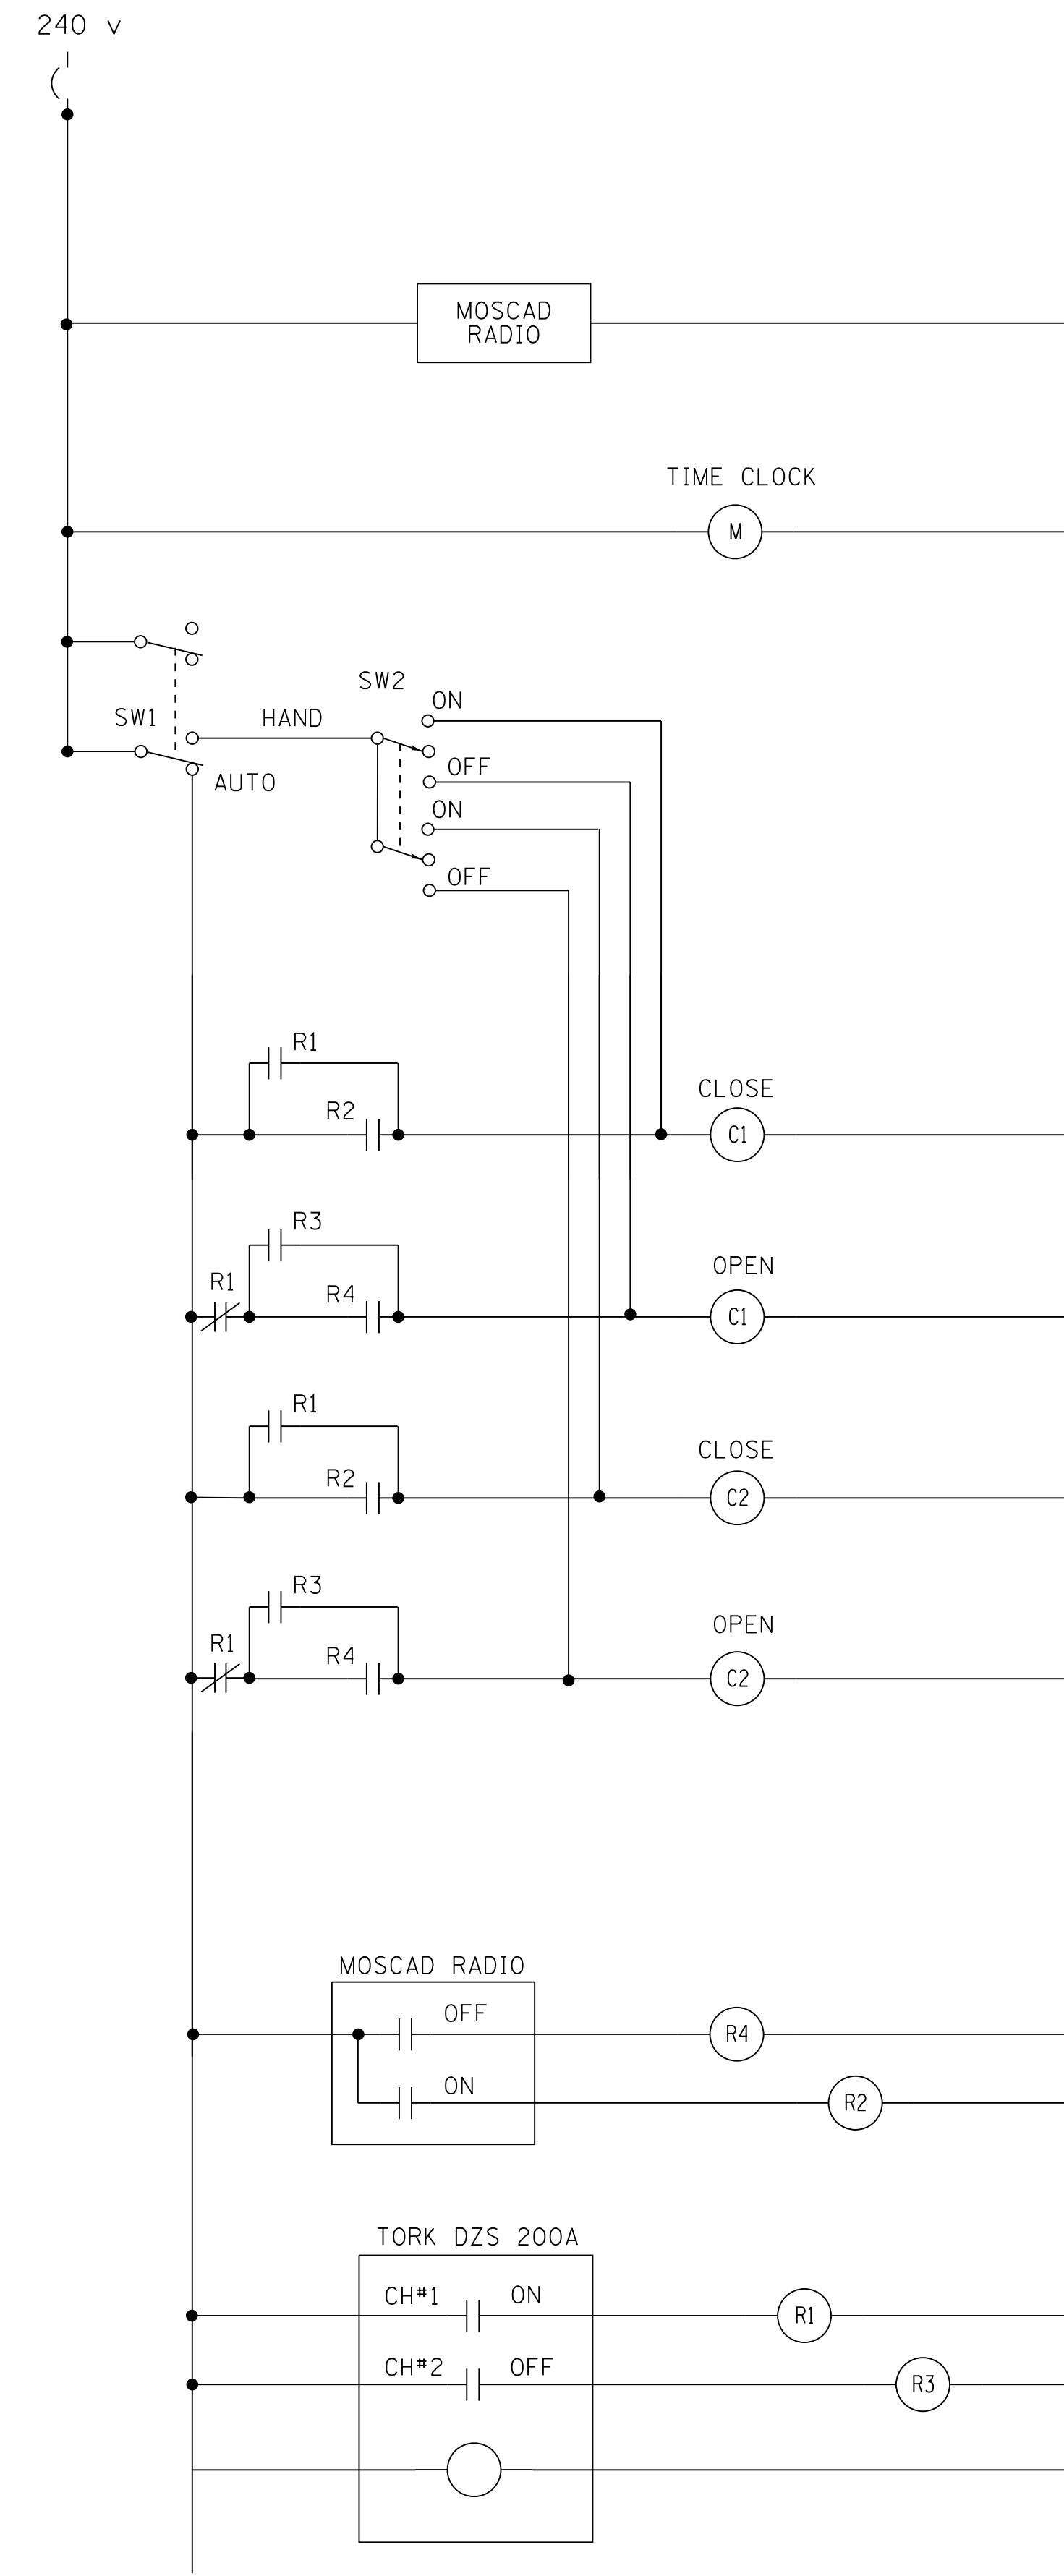 240 V
MOSCAD
RADIO
TIME CLOCK
M
SW2
ON
SW1
HAND
OFF
AUTO
ON
OFF
R1
CLOSE
R2
C1
R3
OPEN
R1
R4
C1
R1
CLOSE
R2
C2
R3
OPEN
R1
R4
C2
MOSCAD RADIO
OFF
R4
ON
R2
TORK DZS 200A
CH#1
ON
R1
CH#2
OFF
R3